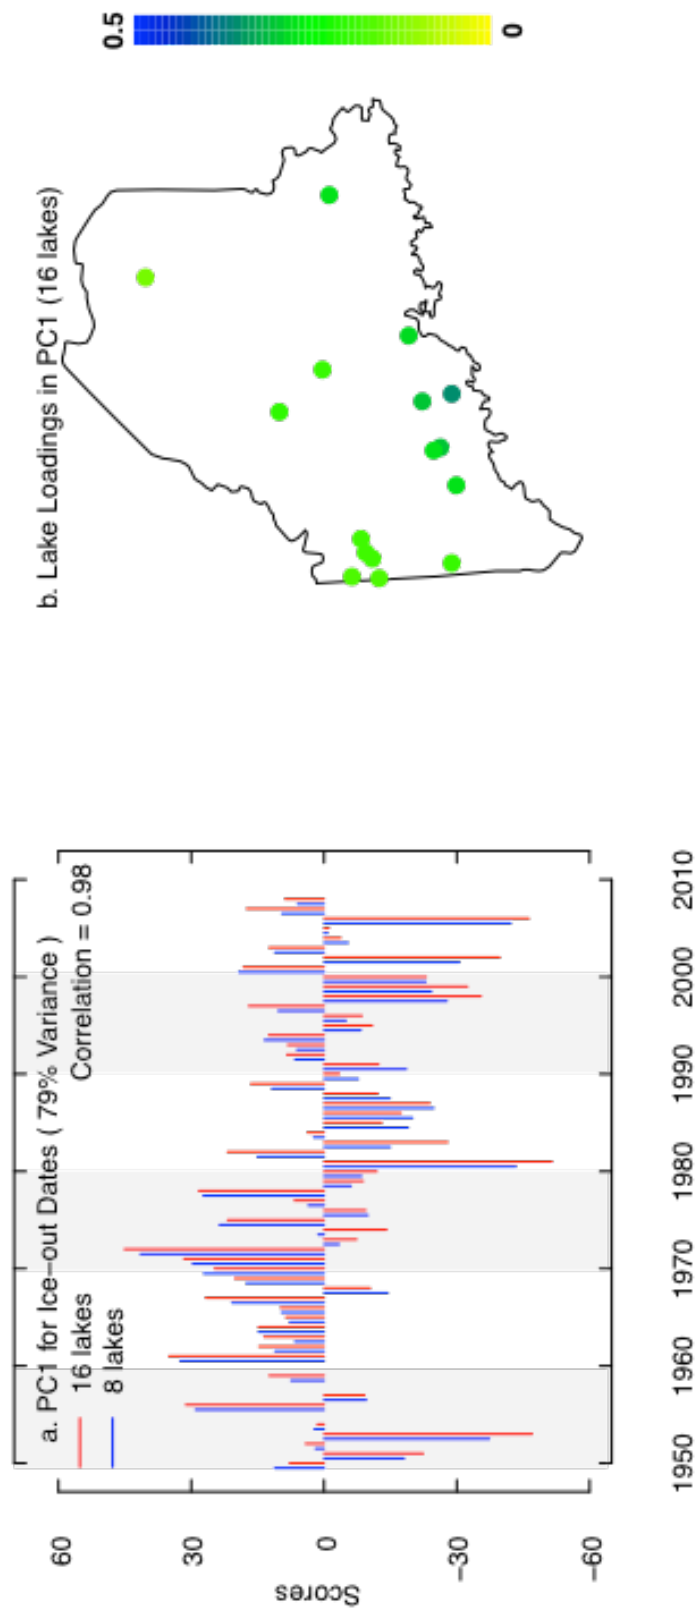 a. PC1 for Ice−out Dates ( 79% Variance )
16 lakes
8 lakes
Correlation = 0.98
Scores
60
30
0
−30
−60
1950
1960
1970
1980
1990
2000
2010
b. Lake Loadings in PC1 (16 lakes)
0.5
0